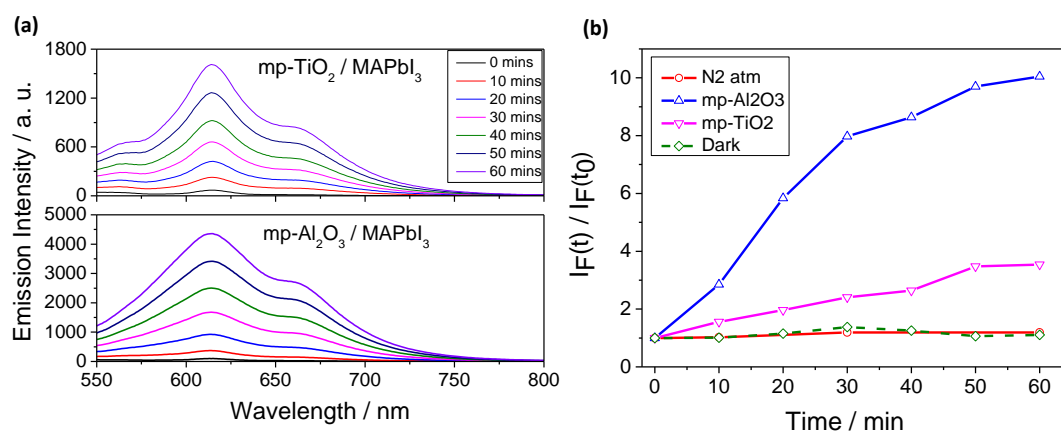 (a)
mp-TiO2 / MAPbI3
0 mins
10 mins
20 mins
30 mins
40 mins
50 mins
60 mins
1800
1200
600
0
mp-Al2O3 / MAPbI3
5000
4000
3000
2000
1000
0
550 600 650 700 750 800
Wavelength / nm
Emission Intensity / a. u.
(b)
N2 atm
mp-Al2O3
mp-TiO2
Dark
10
8
6
4
2
0
0 10 20 30 40 50 60
Time / min
IF(t) / IF(t0)